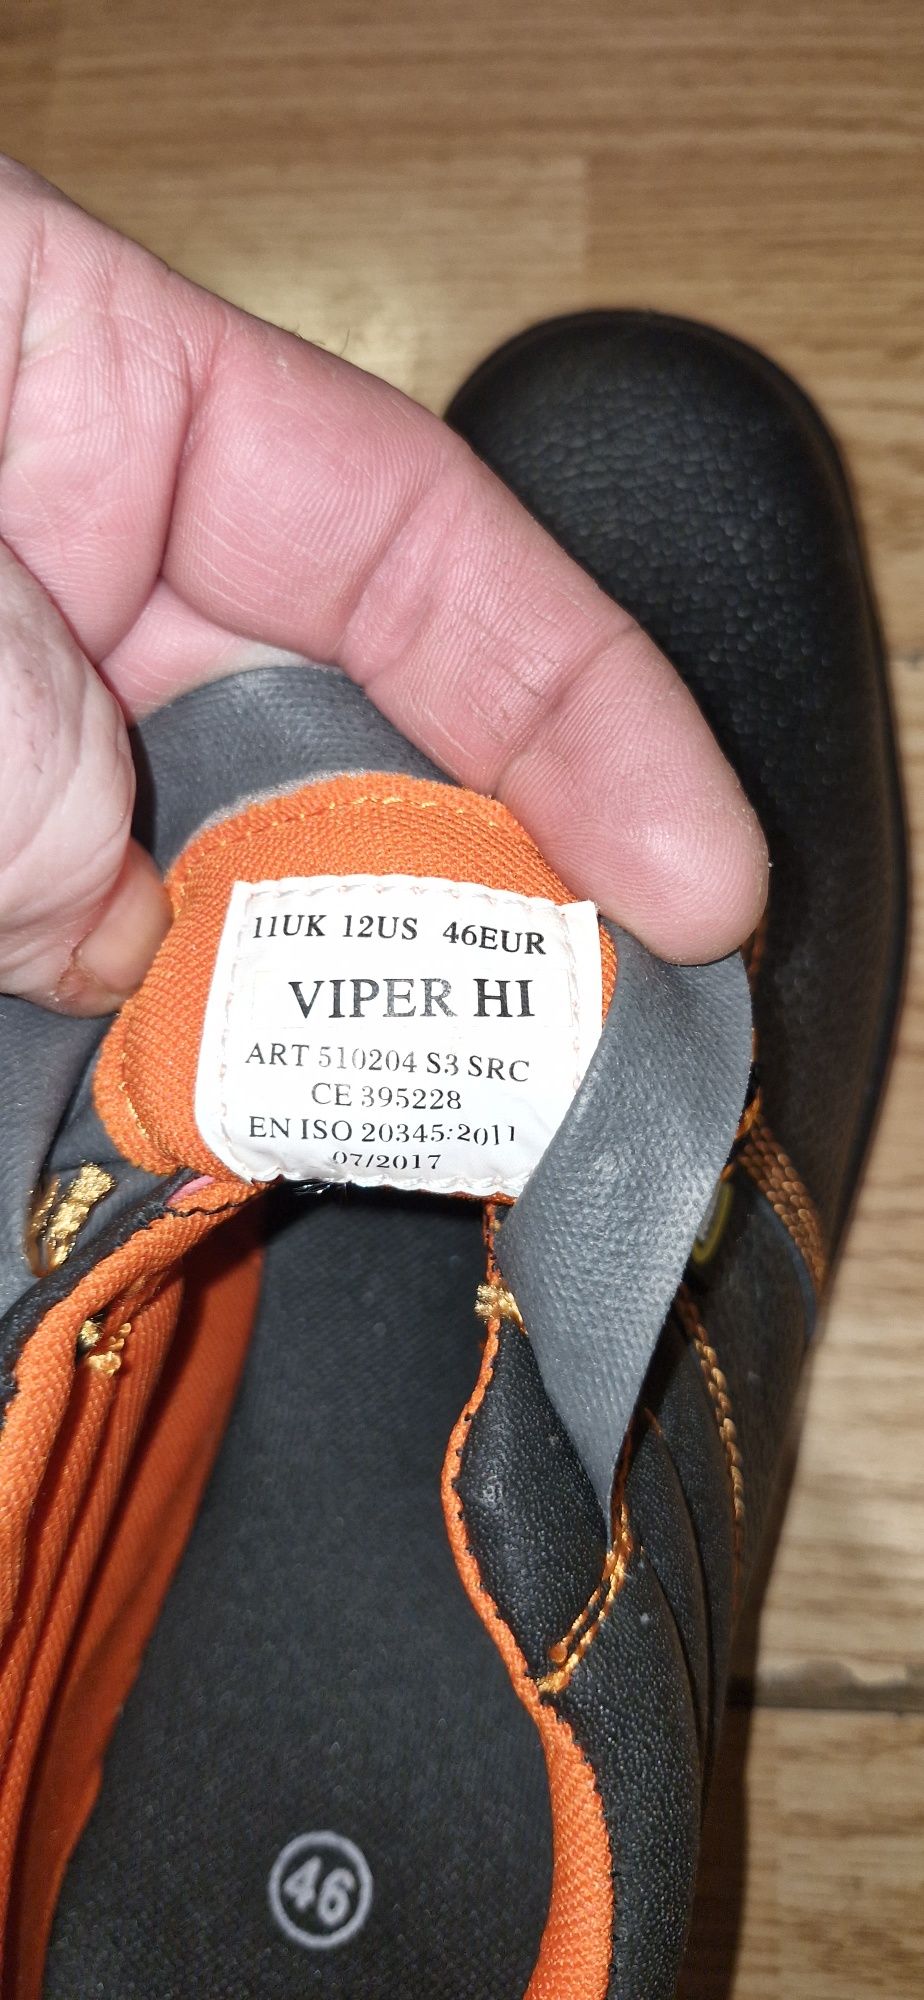 11UK 12US 46EUR
VIPER HI
ART 510204 S3 SRC
CE 395228
EN ISO 20345:2011
07/2017
46